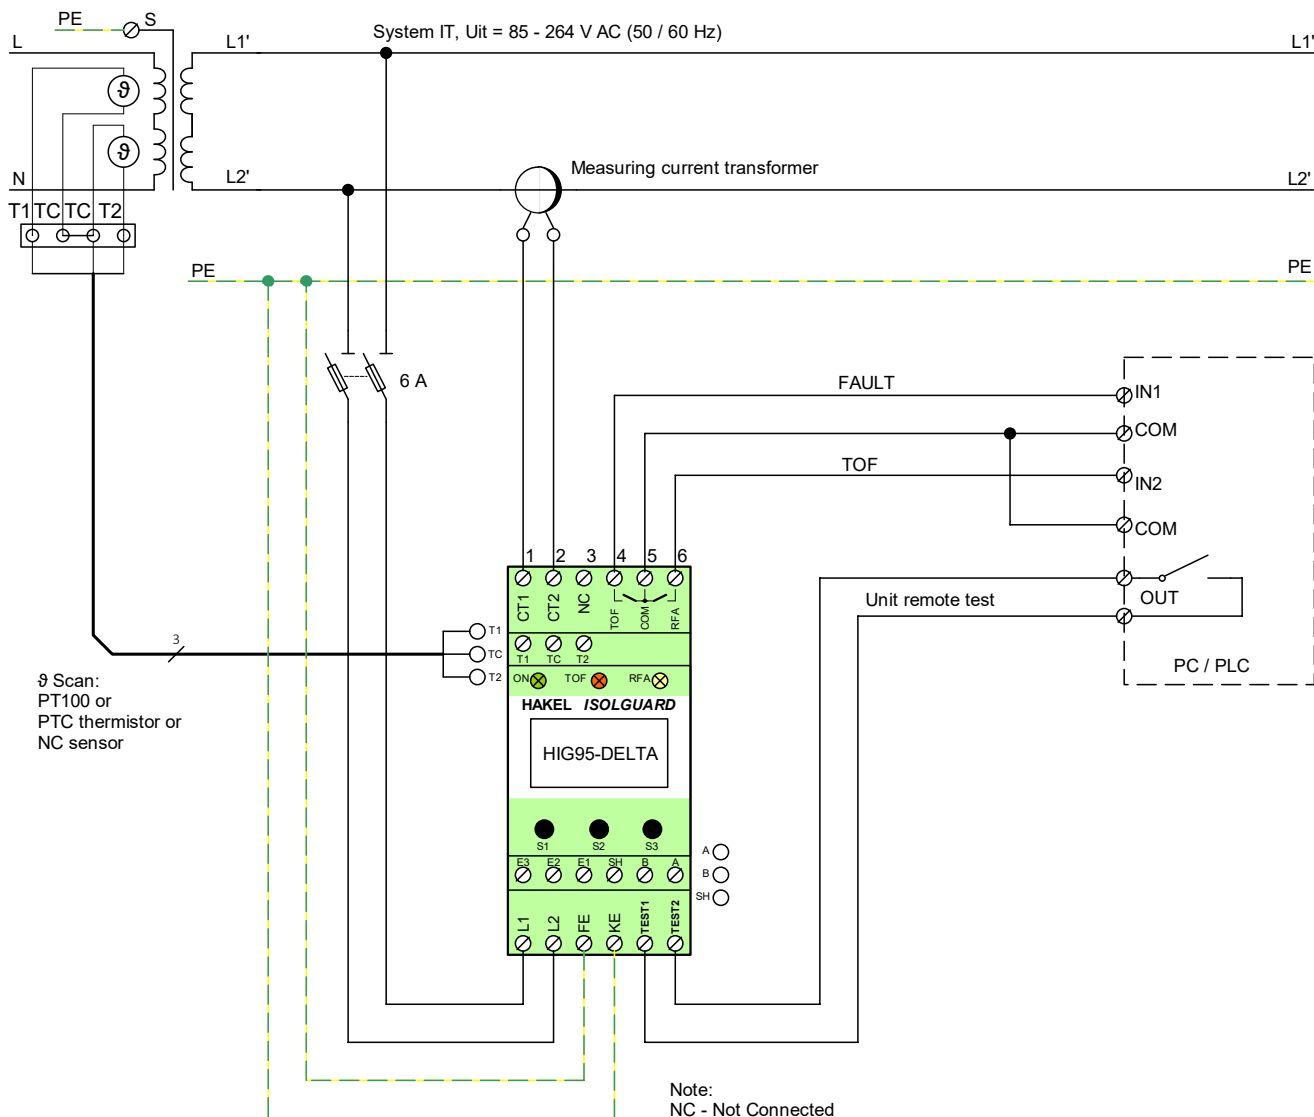 PE S
System IT, Uit = 85 - 264 V AC (50 / 60 Hz)
L L1' L1'
ϑ
ϑ
Measuring current transformer
N L2' L2'
T1 TC TC T2
PE PE
6 A
FAULT IN1
COM
TOF IN2
COM
1 2 3 4 5 6
CT1 CT2 NC TOF COM RFA
OUT
Unit remote test
PC / PLC
3
T1
TC
T2
T1 TC T2
ON TOF RFA
ϑ Scan:
PT100 or
PTC thermistor or
NC sensor
HAKEL ISOLGUARD
HIG95-DELTA
S1 S2 S3
E3 E2 E1 SH B A
A
B
SH
L1 L2 FE KE TEST1 TEST2
Note:
NC - Not Connected